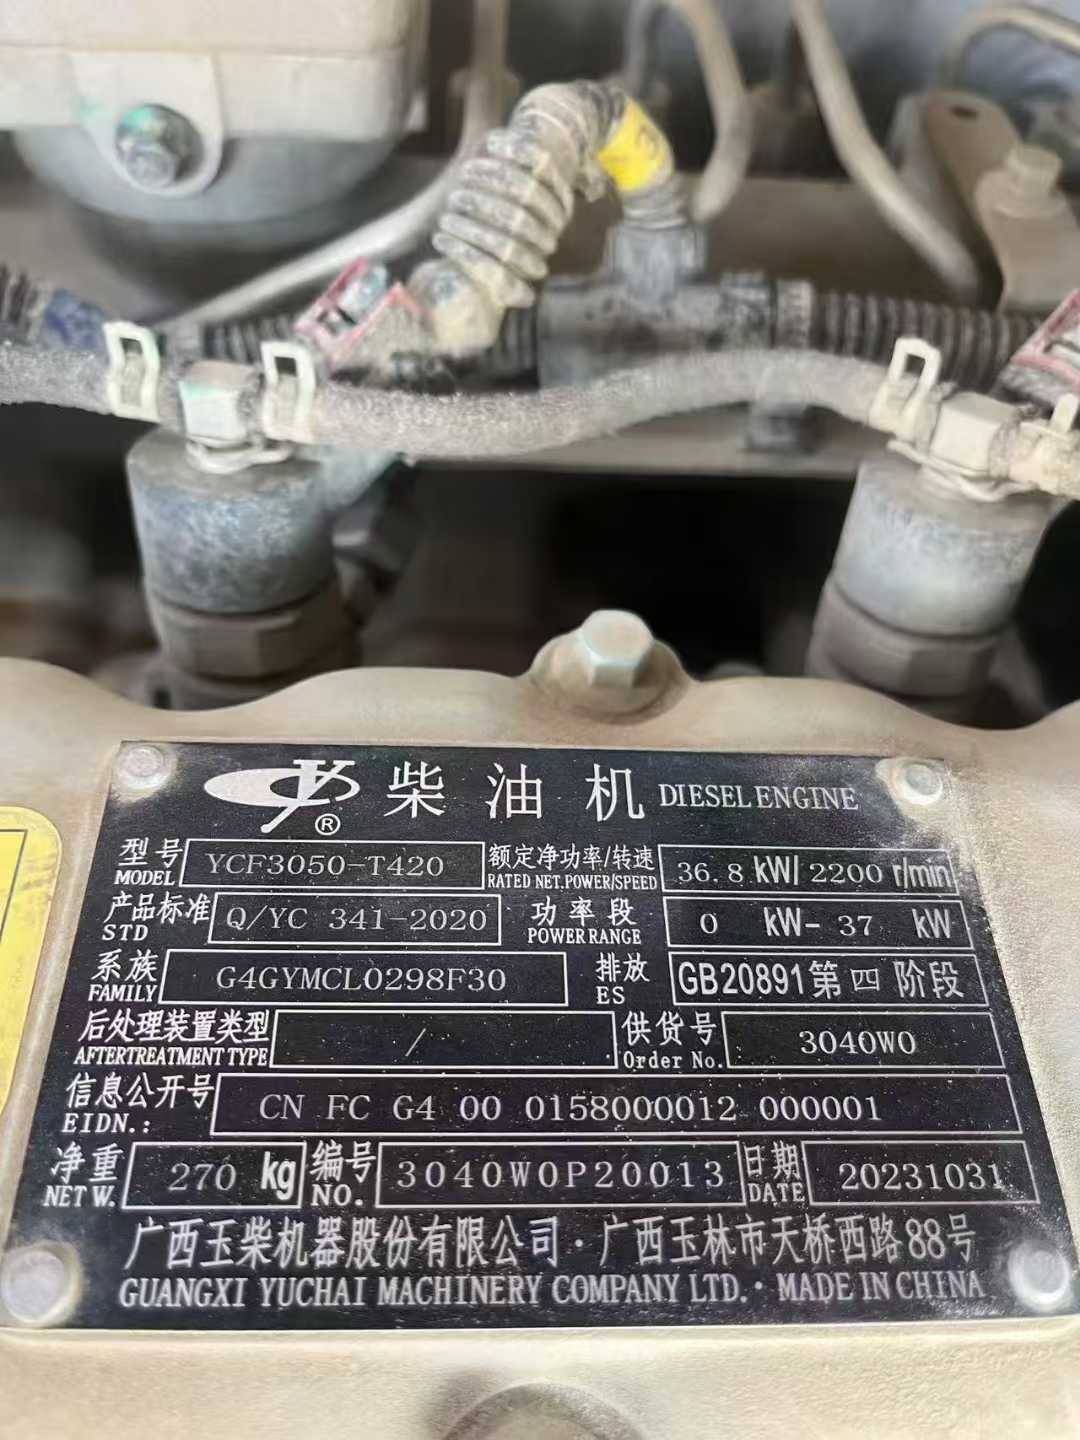 柴油机 DIESEL ENGINE
®
型号 MODEL YCF3050-T420 额定净功率/转速 RATED NET.POWER/SPEED 36.8 kW/ 2200 r/min
产品标准 STD Q/YC 341-2020 功率段 POWER RANGE 0 kW- 37 kW
系族 FAMILY G4GYMCL0298F30 排放 ES GB20891第四阶段
后处理装置类型 AFTERTREATMENT TYPE / 供货号 Order No. 3040W0
信息公开号 EIDN.: CN FC G4 00 0158000012 000001
净重 NET W. 270 kg 编号 NO. 3040W0P20013 日期 DATE 20231031
广西玉柴机器股份有限公司·广西玉林市天桥西路88号
GUANGXI YUCHAI MACHINERY COMPANY LTD.·MADE IN CHINA